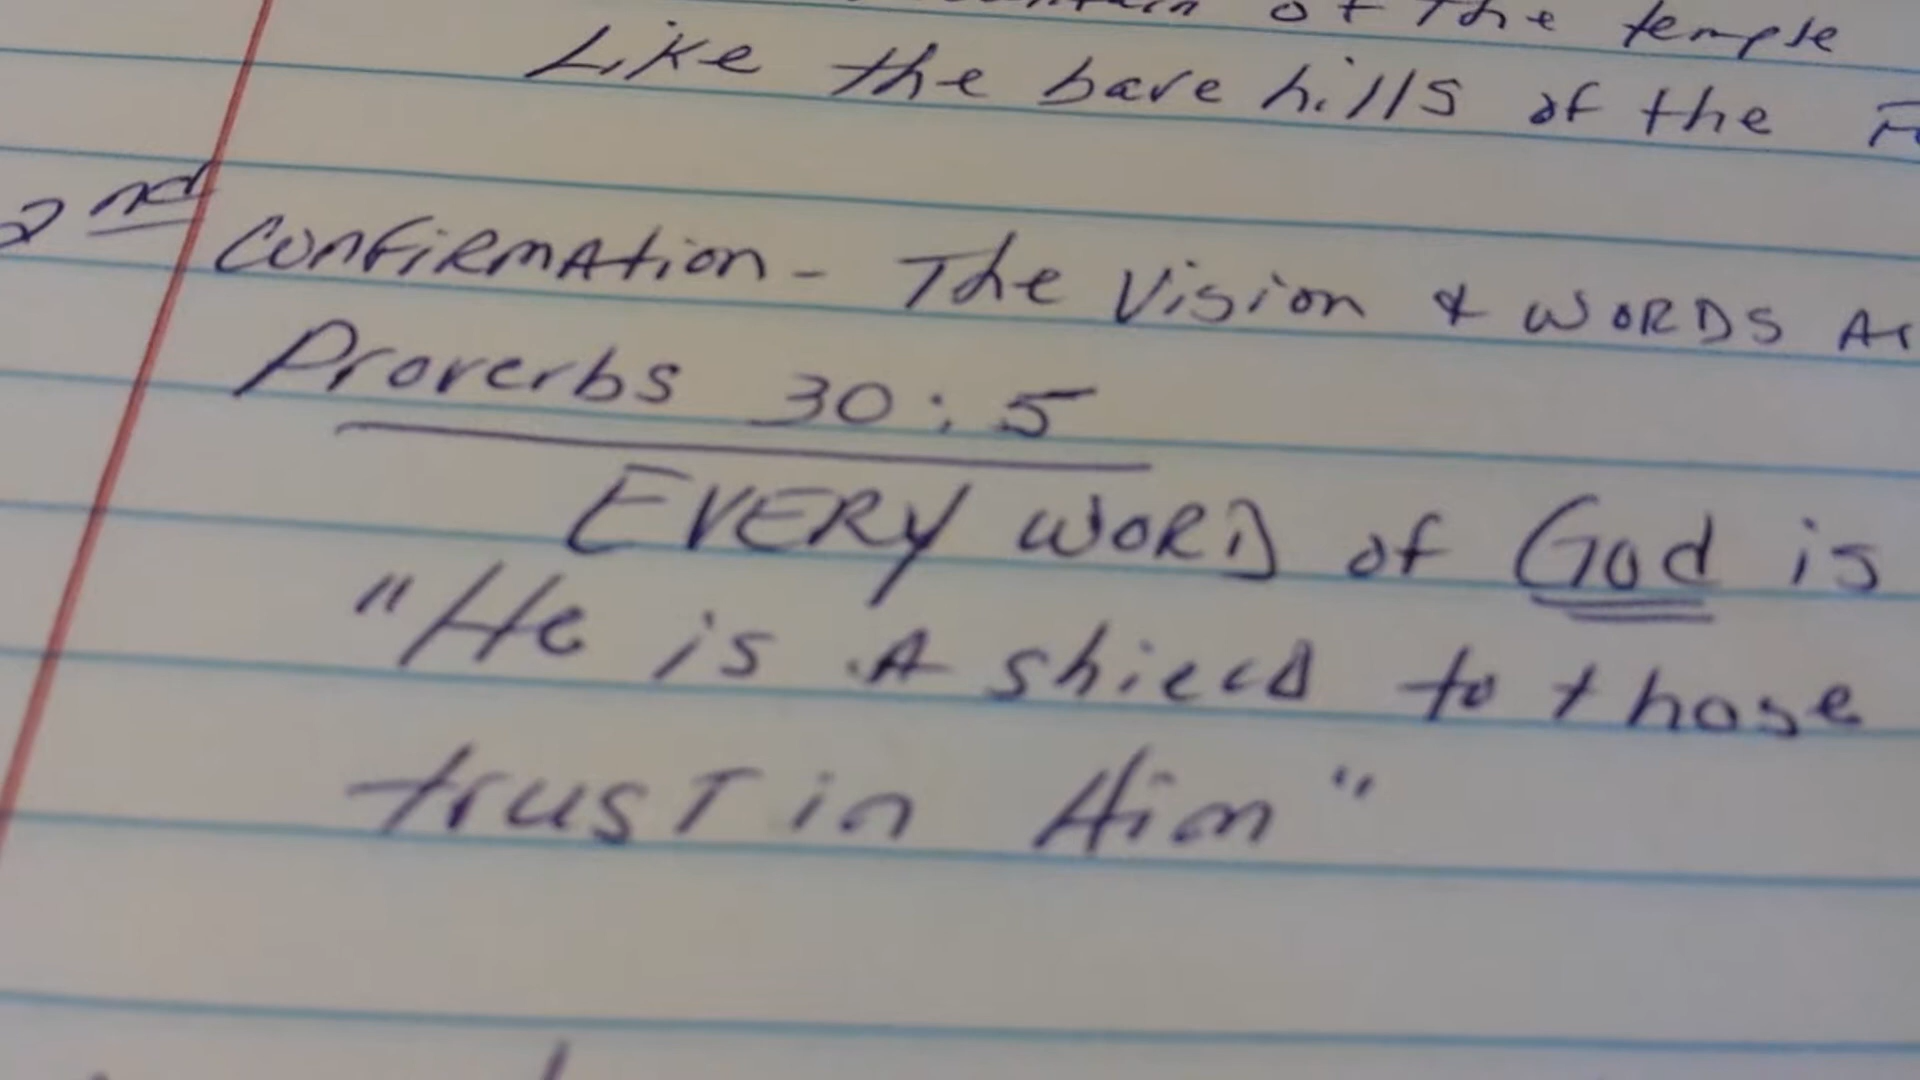 of the temple
Like the bare hills of the
2nd Confirmation - The Vision & WORDS
Proverbs 30:5
EVERY WORD of God is
"He is A shield to those
trust in Him"